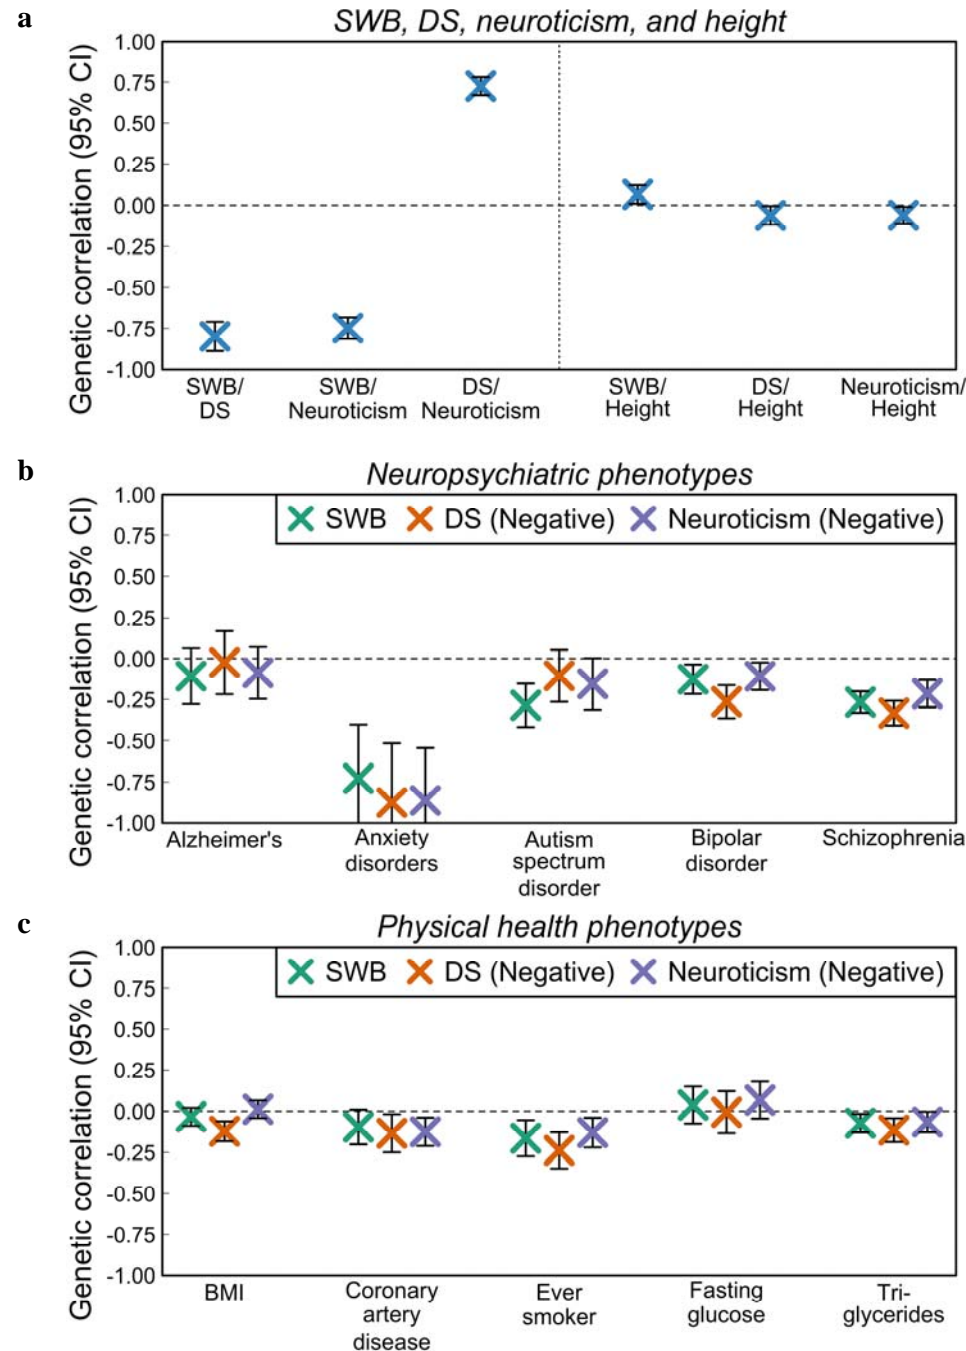 a
SWB, DS, neuroticism, and height
Genetic correlation (95% CI)
1.00
0.75
0.50
0.25
0.00
-0.25
-0.50
-0.75
-1.00
SWB/
DS
SWB/
Neuroticism
DS/
Neuroticism
SWB/
Height
DS/
Height
Neuroticism/
Height
b
Neuropsychiatric phenotypes
Genetic correlation (95% CI)
1.00
0.75
0.50
0.25
0.00
-0.25
-0.50
-0.75
-1.00
SWB DS (Negative) Neuroticism (Negative)
Alzheimer's
Anxiety
disorders
Autism
spectrum
disorder
Bipolar
disorder
Schizophrenia
c
Physical health phenotypes
Genetic correlation (95% CI)
1.00
0.75
0.50
0.25
0.00
-0.25
-0.50
-0.75
-1.00
SWB DS (Negative) Neuroticism (Negative)
BMI
Coronary
artery
disease
Ever
smoker
Fasting
glucose
Tri-
glycerides